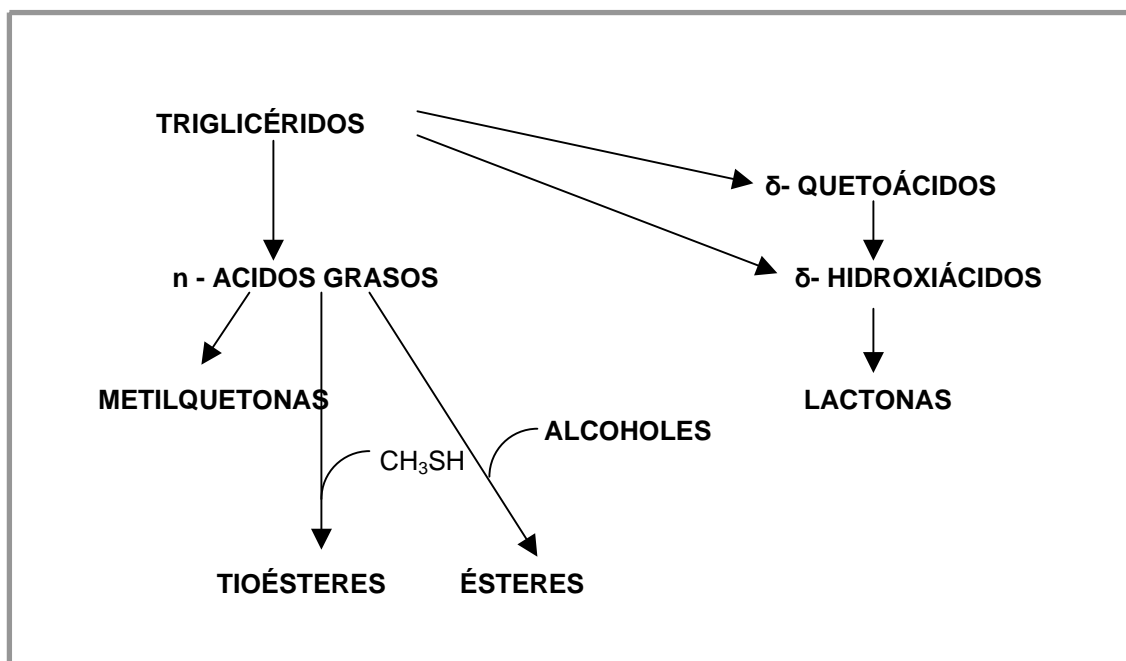 TRIGLICÉRIDOS
δ- QUETOÁCIDOS
n - ACIDOS GRASOS
δ- HIDROXIÁCIDOS
METILQUETONAS
LACTONAS
ALCOHOLES
CH₃SH
TIOÉSTERES
ÉSTERES